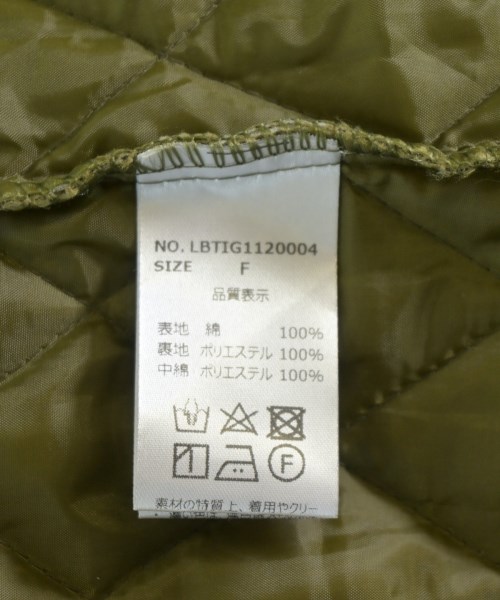 NO. LBTIG1120004
SIZE F
品質表示
表地 綿 100%
裏地 ポリエステル 100%
中綿 ポリエステル 100%
F
素材の特質上、着用やクリー